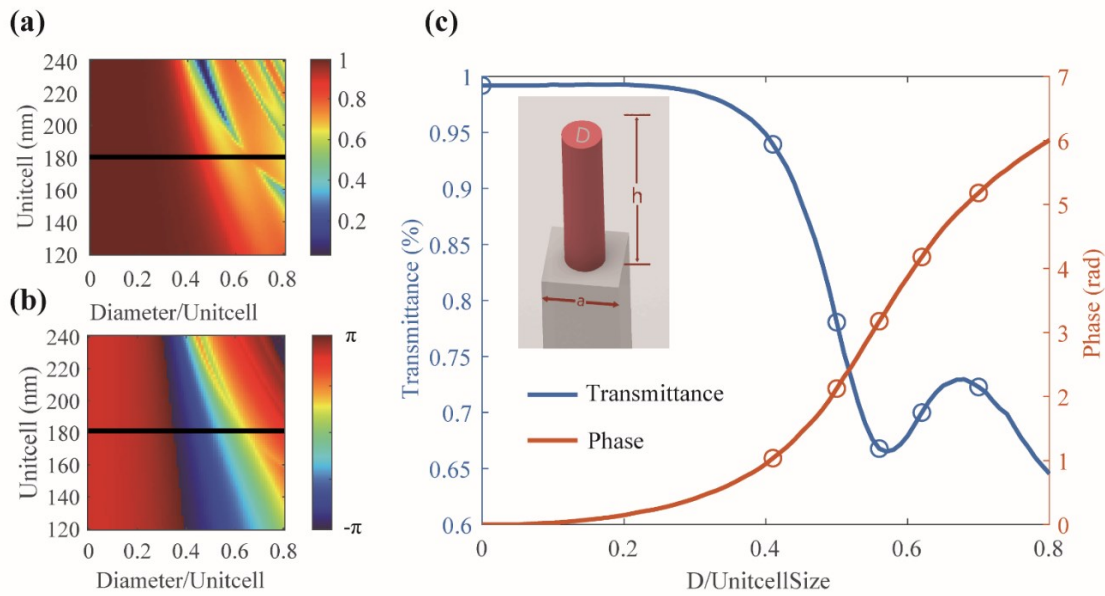 (a)
240
220
200
180
160
140
120
Unitcell (nm)
0 0.2 0.4 0.6 0.8
Diameter/Unitcell
1
0.8
0.6
0.4
0.2
(b)
240
220
200
180
160
140
120
Unitcell (nm)
0 0.2 0.4 0.6 0.8
Diameter/Unitcell
π
-π
(c)
1
0.95
0.9
0.85
0.8
0.75
0.7
0.65
0.6
Transmittance (%)
D
h
a
Transmittance
Phase
0 0.2 0.4 0.6 0.8
D/UnitcellSize
7
6
5
4
3
2
1
0
Phase (rad)